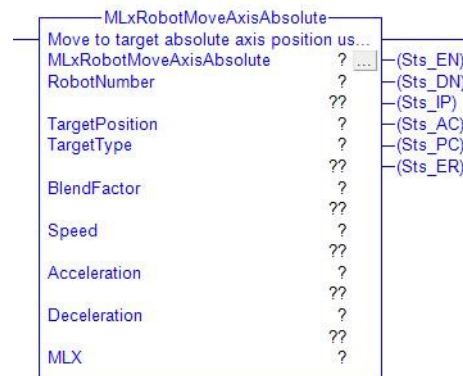 MLxRobotMoveAxisAbsolute
Move to target absolute axis position us...
MLxRobotMoveAxisAbsolute ? ... (Sts_EN)
RobotNumber ? (Sts_DN)
?? (Sts_IP)
TargetPosition ? (Sts_AC)
TargetType ? (Sts_PC)
?? (Sts_ER)
BlendFactor ?
??
Speed ?
??
Acceleration ?
??
Deceleration ?
??
MLX ?